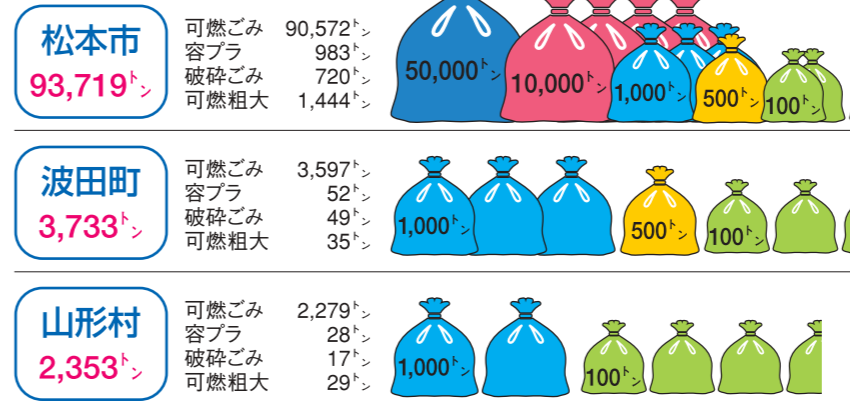 松本市
93,719トン
可燃ごみ 90,572トン
容プラ 983トン
破砕ごみ 720トン
可燃粗大 1,444トン
50,000トン
10,000トン
1,000トン
500トン
100トン
波田町
3,733トン
可燃ごみ 3,597トン
容プラ 52トン
破砕ごみ 49トン
可燃粗大 35トン
1,000トン
500トン
100トン
山形村
2,353トン
可燃ごみ 2,279トン
容プラ 28トン
破砕ごみ 17トン
可燃粗大 29トン
1,000トン
100トン